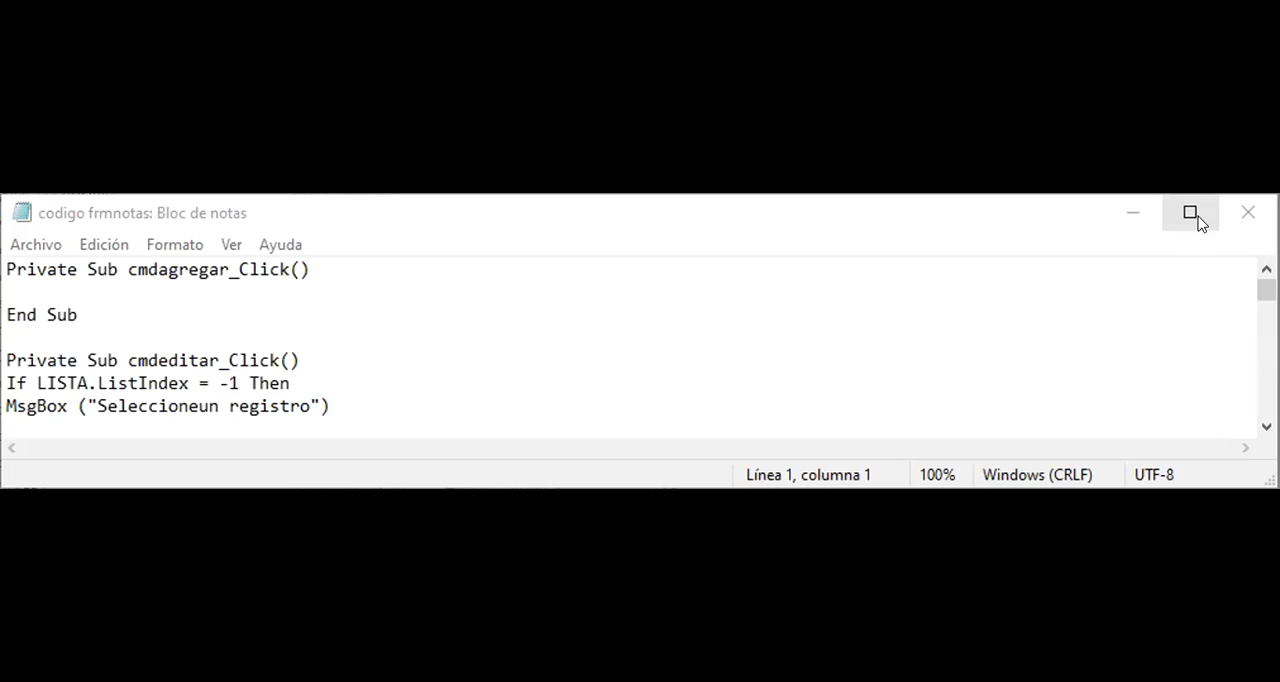 codigo frmnotas: Bloc de notas
Archivo Edición Formato Ver Ayuda
Private Sub cmdagregar_Click()
End Sub
Private Sub cmdeditar_Click()
If LISTA.ListIndex = -1 Then
MsgBox ("Seleccioneun registro")
Línea 1, columna 1 100% Windows (CRLF) UTF-8